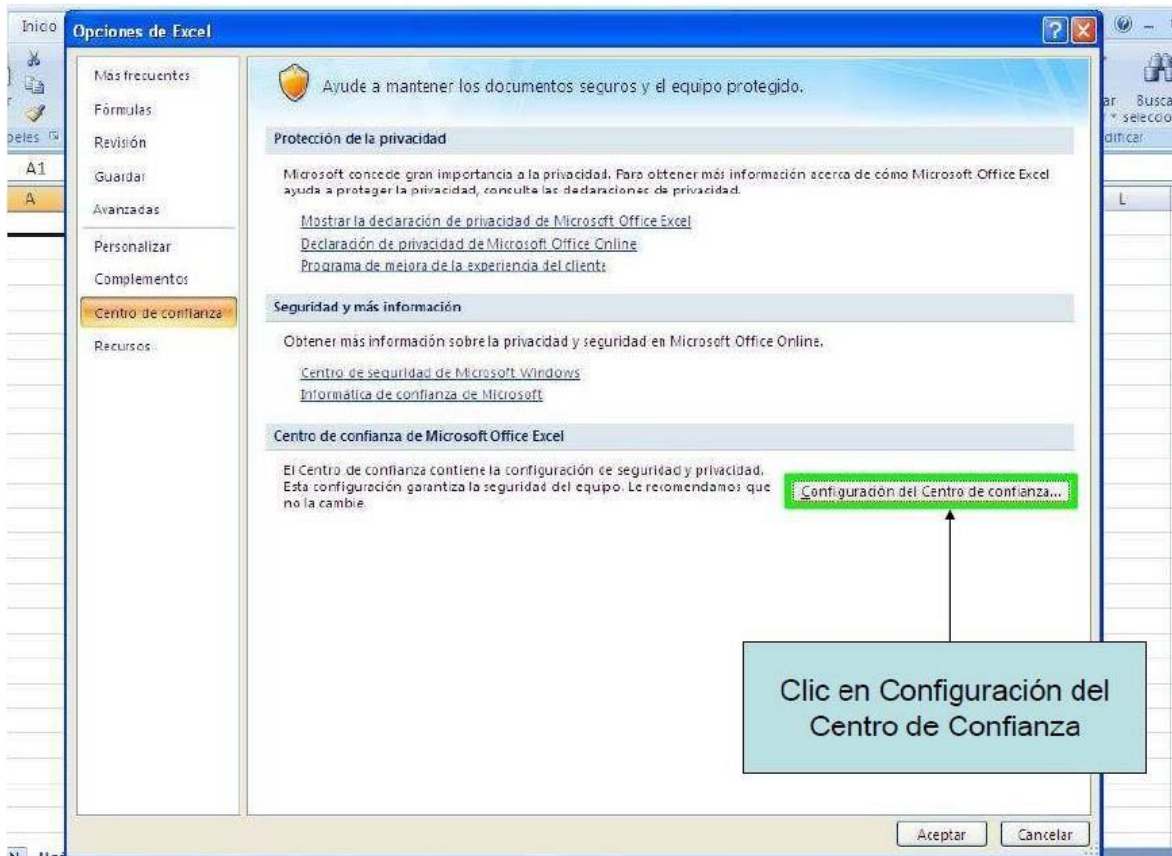 Inicio
Opciones de Excel
A1
A
L
Busca
Más frecuentes
Fórmulas
Revisión
Guardar
Avanzadas
Personalizar
Complementos
Centro de confianza
Recursos
Ayude a mantener los documentos seguros y el equipo protegido.
Protección de la privacidad
Microsoft concede gran importancia a la privacidad. Para obtener más información acerca de cómo Microsoft Office Excel
ayuda a proteger la privacidad, consulte las declaraciones de privacidad.
Mostrar la declaración de privacidad de Microsoft Office Excel
Declaración de privacidad de Microsoft Office Online
Programa de mejora de la experiencia del cliente
Seguridad y más información
Obtener más información sobre la privacidad y seguridad en Microsoft Office Online.
Centro de seguridad de Microsoft Windows
Informática de confianza de Microsoft
Centro de confianza de Microsoft Office Excel
El Centro de confianza contiene la configuración de seguridad y privacidad.
Esta configuración garantiza la seguridad del equipo. Le recomendamos que
no la cambie.
Configuración del Centro de confianza...
Clic en Configuración del
Centro de Confianza
Aceptar
Cancelar